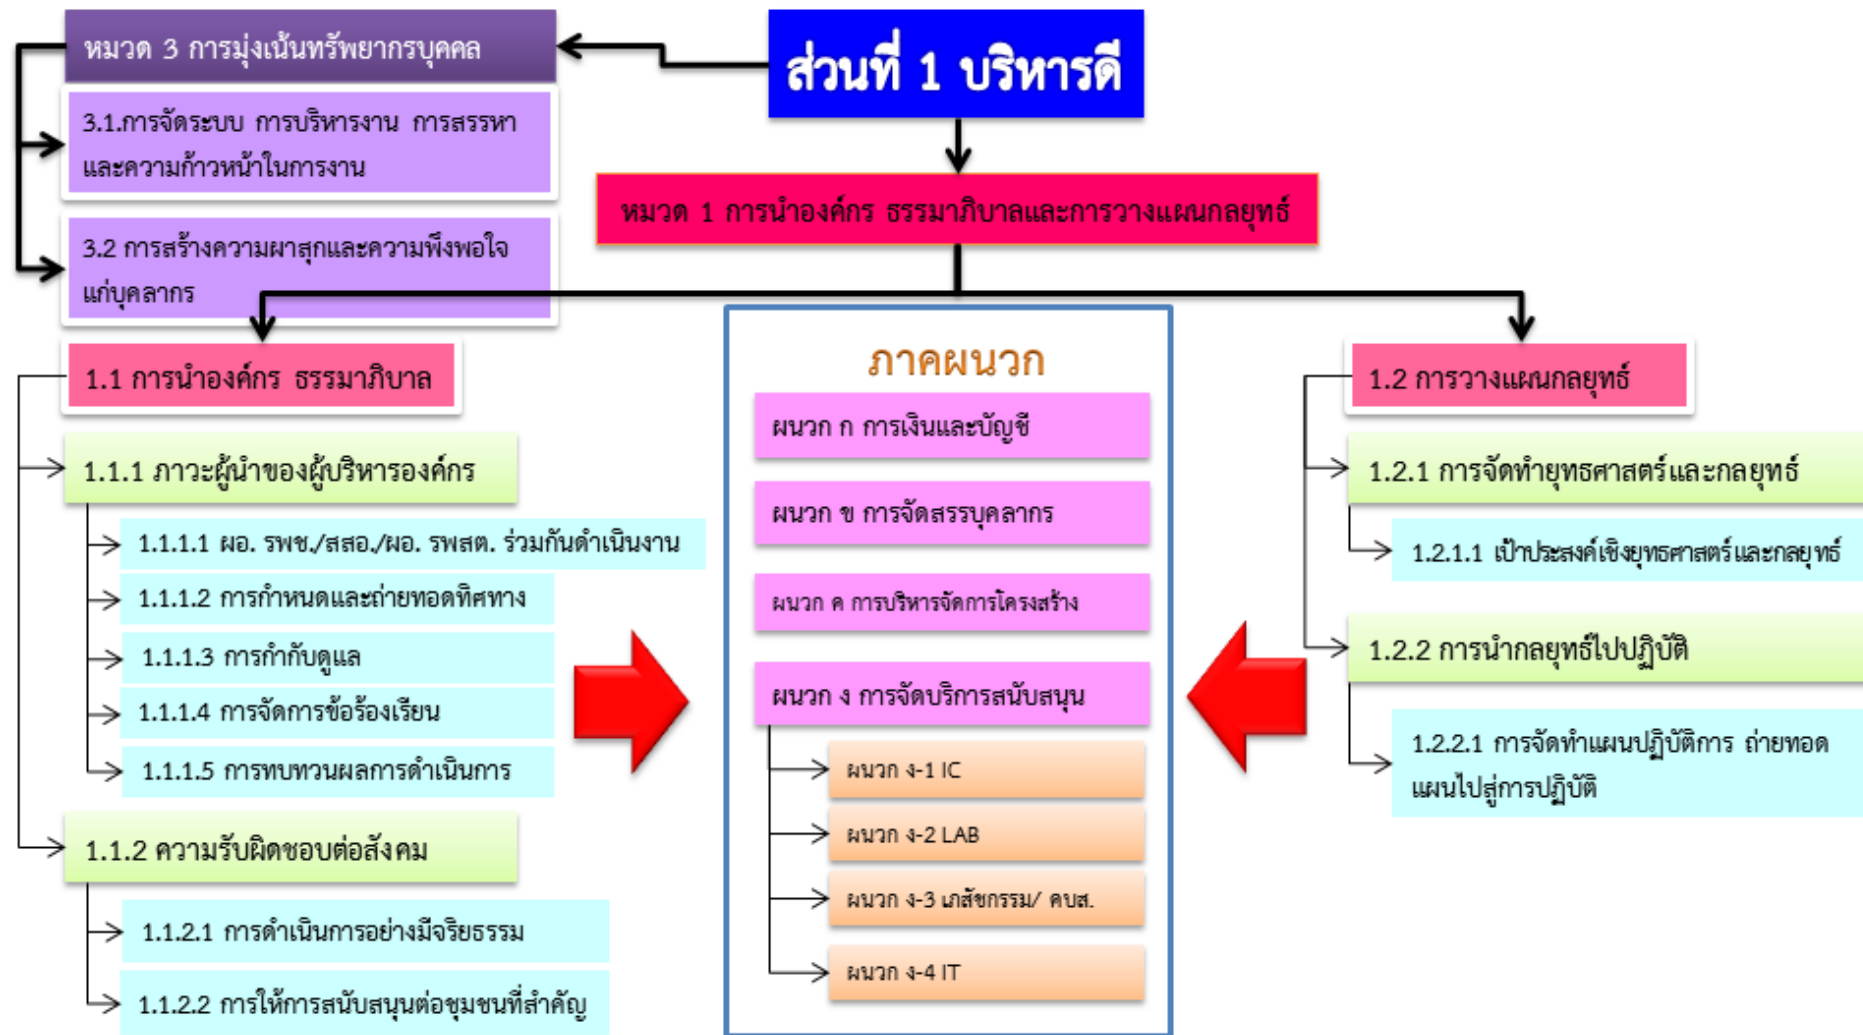 ส่วนที่ 1 บริหารดี
หมวด 3 การมุ่งเน้นทรัพยากรบุคคล
3.1.การจัดระบบ การบริหารงาน การสรรหา
และความก้าวหน้าในการงาน
3.2 การสร้างความผาสุกและความพึงพอใจ
แก่บุคลากร
หมวด 1 การนำองค์กร ธรรมาภิบาลและการวางแผนกลยุทธ์
1.1 การนำองค์กร ธรรมาภิบาล
1.1.1 ภาวะผู้นำของผู้บริหารองค์กร
1.1.1.1 ผอ. รพช./สสอ./ผอ. รพสต. ร่วมกันดำเนินงาน
1.1.1.2 การกำหนดและถ่ายทอดทิศทาง
1.1.1.3 การกำกับดูแล
1.1.1.4 การจัดการข้อร้องเรียน
1.1.1.5 การทบทวนผลการดำเนินการ
1.1.2 ความรับผิดชอบต่อสังคม
1.1.2.1 การดำเนินการอย่างมีจริยธรรม
1.1.2.2 การให้การสนับสนุนต่อชุมชนที่สำคัญ
ภาคผนวก
ผนวก ก การเงินและบัญชี
ผนวก ข การจัดสรรบุคลากร
ผนวก ค การบริหารจัดการโครงสร้าง
ผนวก ง การจัดบริการสนับสนุน
ผนวก ง-1 IC
ผนวก ง-2 LAB
ผนวก ง-3 เภสัชกรรม/ คบส.
ผนวก ง-4 IT
1.2 การวางแผนกลยุทธ์
1.2.1 การจัดทำยุทธศาสตร์และกลยุทธ์
1.2.1.1 เป้าประสงค์เชิงยุทธศาสตร์และกลยุทธ์
1.2.2 การนำกลยุทธ์ไปปฏิบัติ
1.2.2.1 การจัดทำแผนปฏิบัติการ ถ่ายทอด
แผนไปสู่การปฏิบัติ